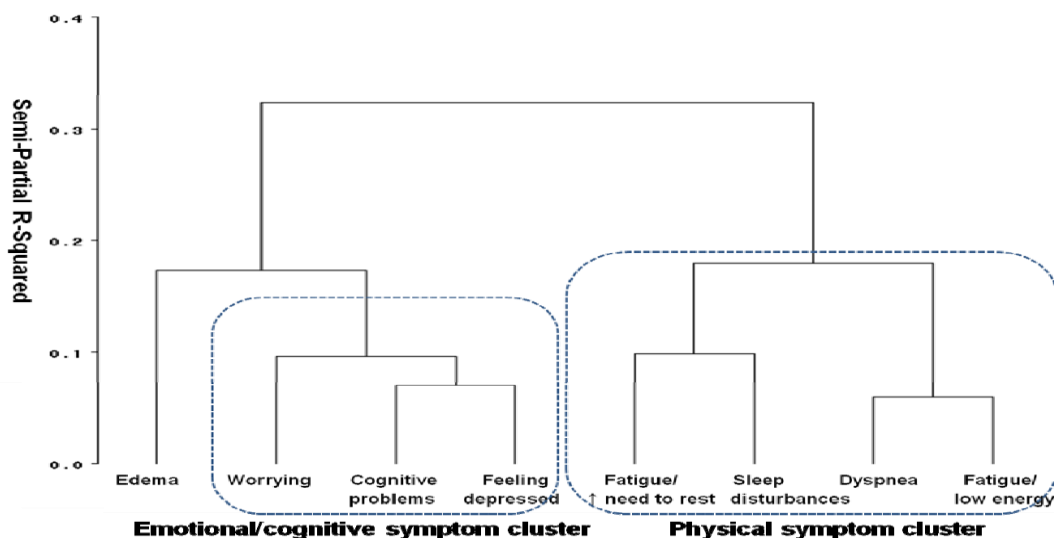 0.4
Semi-Partial R-Squared
0.3
0.2
0.1
0.0
Edema
Worrying
Cognitive
problems
Feeling
depressed
Fatigue/
↑ need to rest
Sleep
disturbances
Dyspnea
Fatigue/
low energy
Emotional/cognitive symptom cluster
Physical symptom cluster